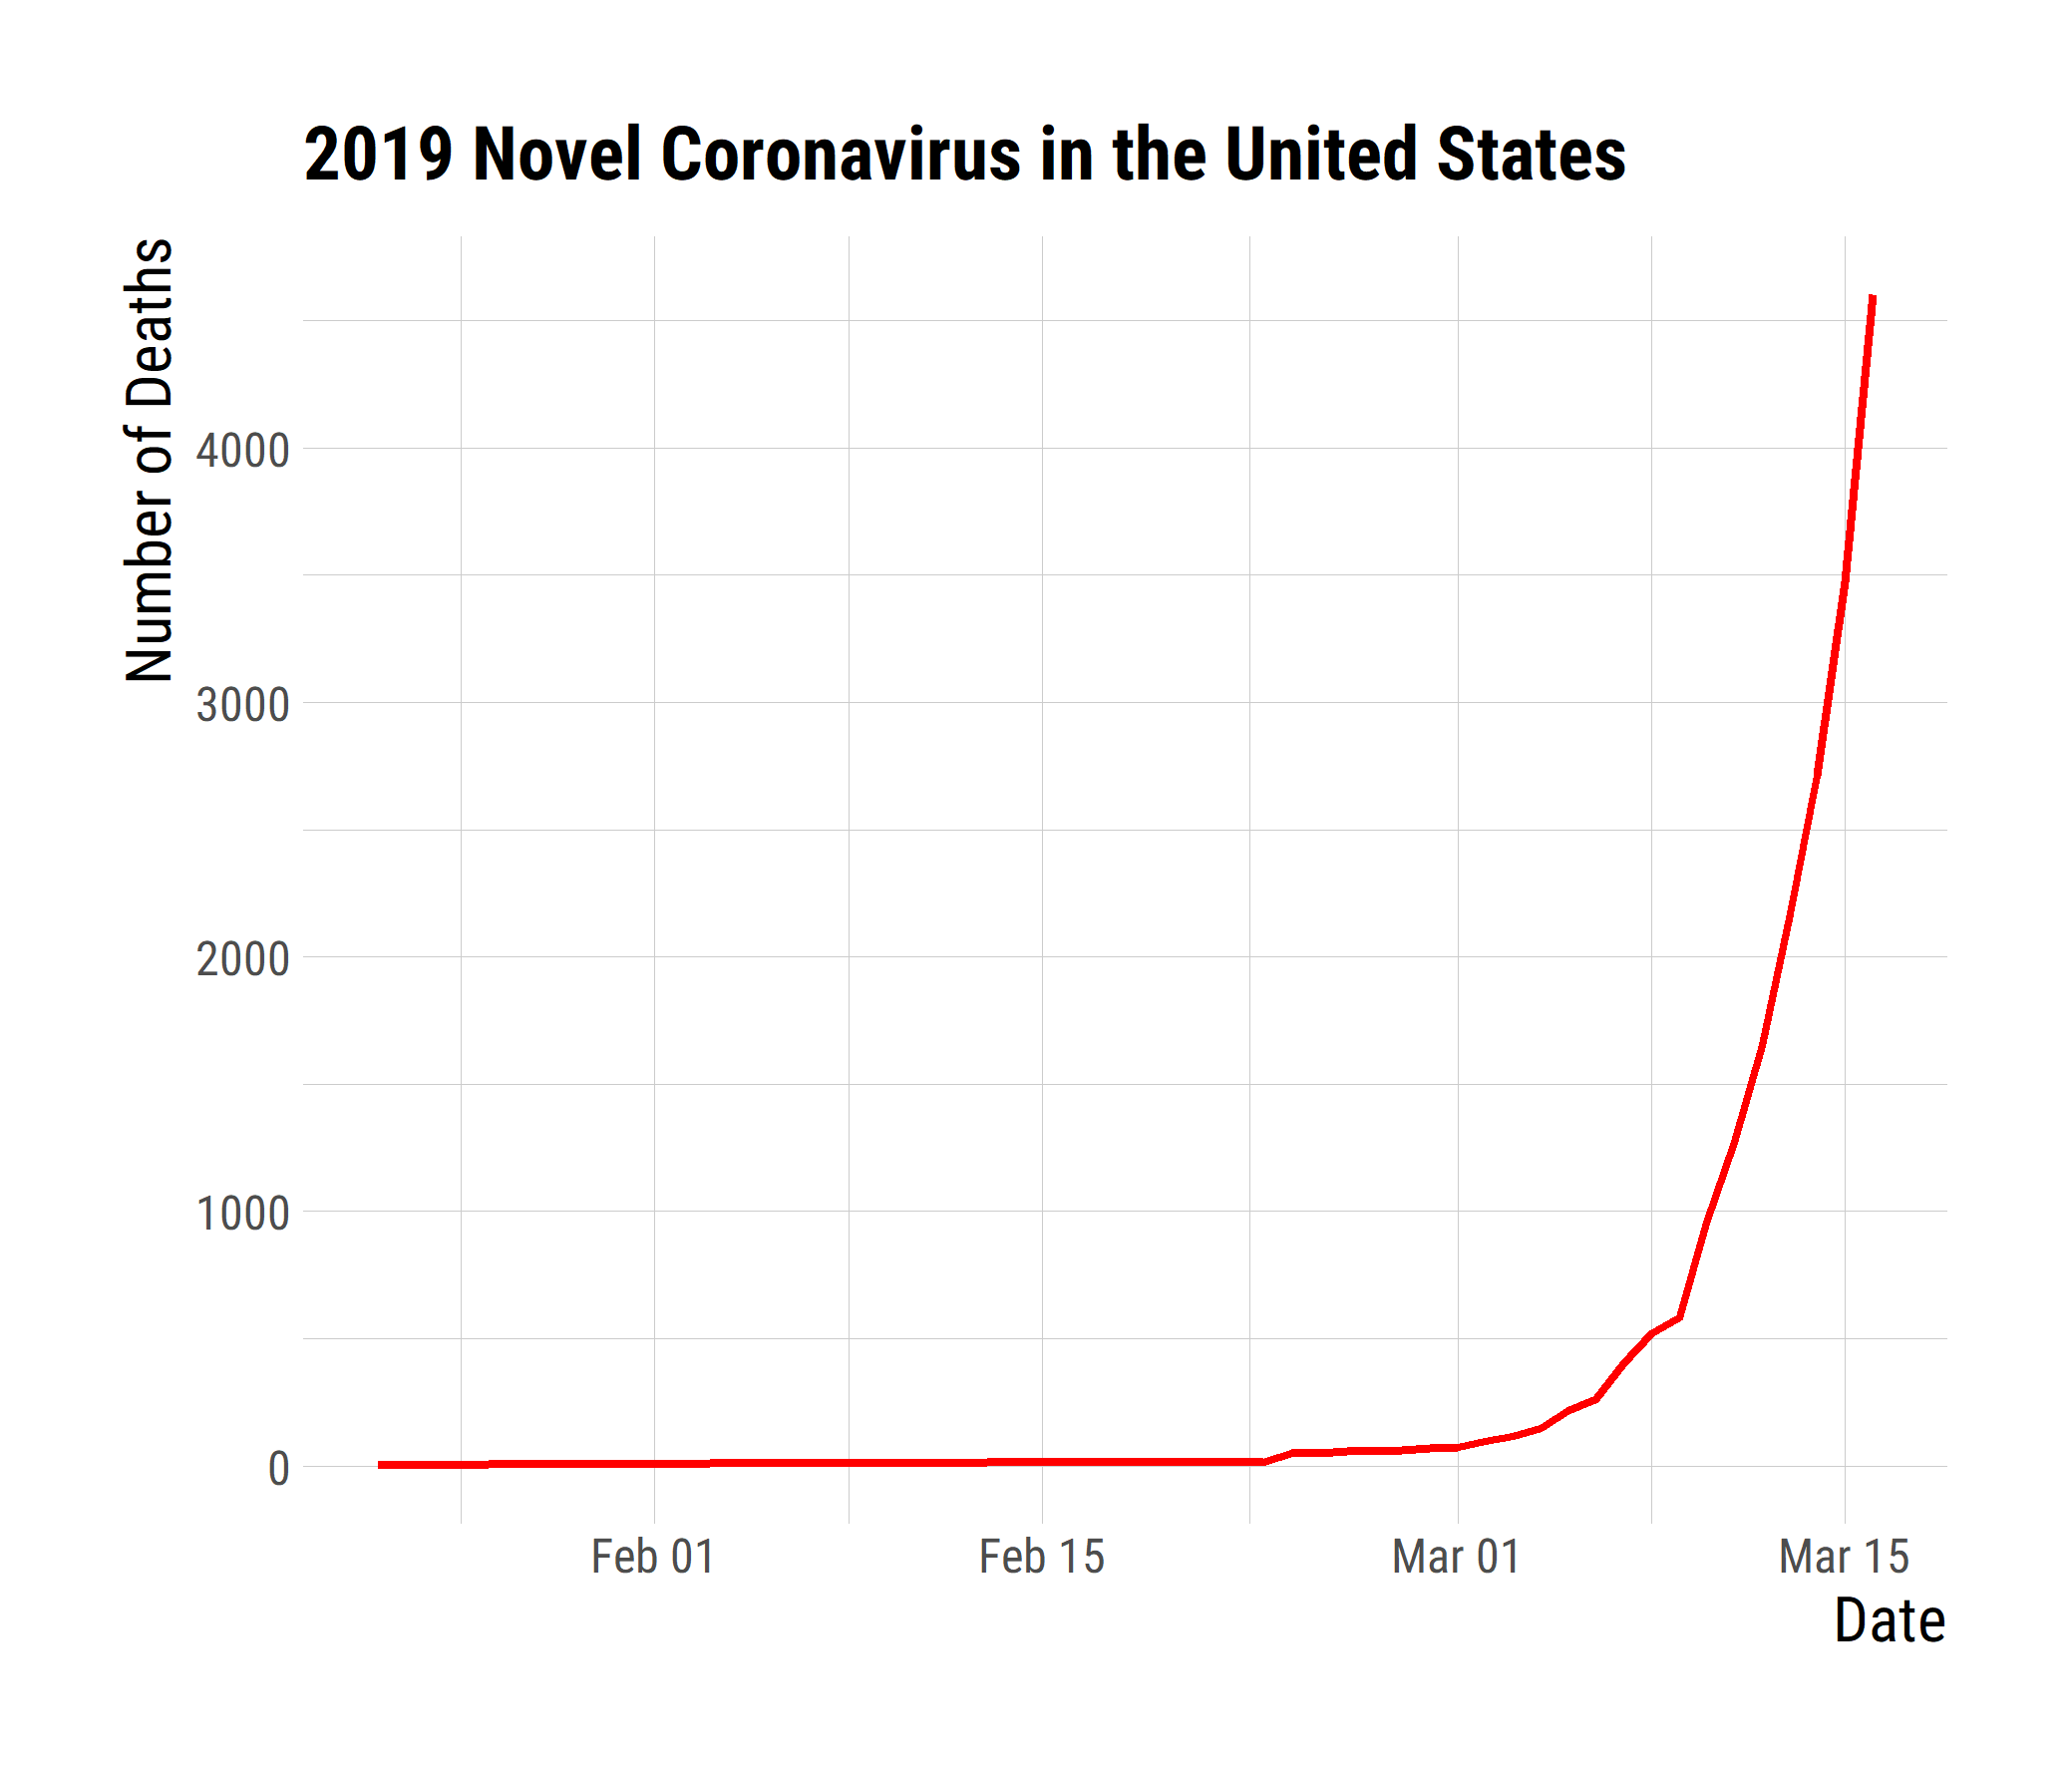 2019 Novel Coronavirus in the United States
Number of Deaths
4000
3000
2000
1000
0
Feb 01
Feb 15
Mar 01
Mar 15
Date